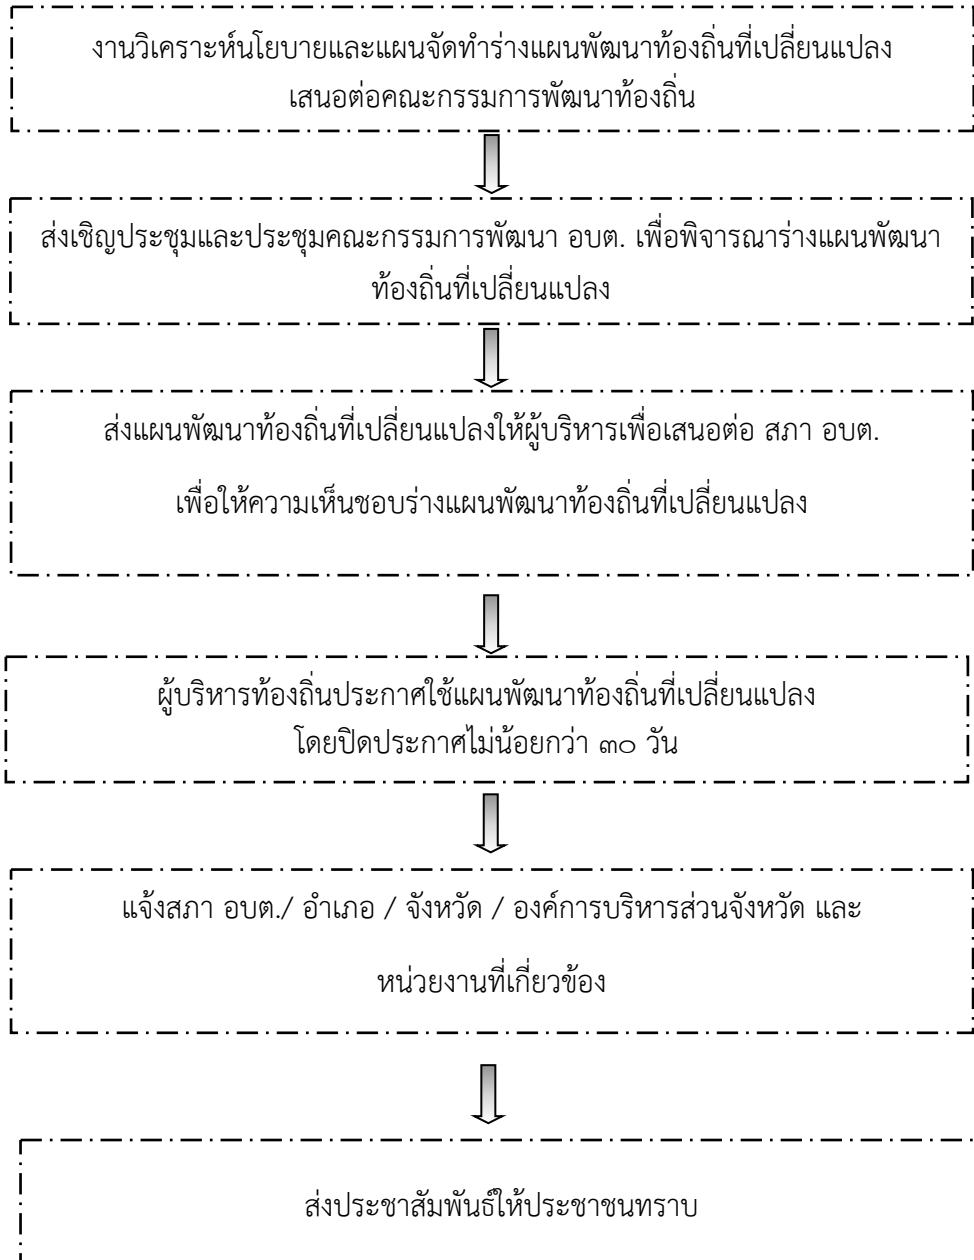 งานวิเคราะห์นโยบายและแผนจัดทำร่างแผนพัฒนาท้องถิ่นที่เปลี่ยนแปลง
เสนอต่อคณะกรรมการพัฒนาท้องถิ่น
ส่งเชิญประชุมและประชุมคณะกรรมการพัฒนา อบต. เพื่อพิจารณาร่างแผนพัฒนา
ท้องถิ่นที่เปลี่ยนแปลง
ส่งแผนพัฒนาท้องถิ่นที่เปลี่ยนแปลงให้ผู้บริหารเพื่อเสนอต่อ สภา อบต.
เพื่อให้ความเห็นชอบร่างแผนพัฒนาท้องถิ่นที่เปลี่ยนแปลง
ผู้บริหารท้องถิ่นประกาศใช้แผนพัฒนาท้องถิ่นที่เปลี่ยนแปลง
โดยปิดประกาศไม่น้อยกว่า ๓๐ วัน
แจ้งสภา อบต./ อำเภอ / จังหวัด / องค์การบริหารส่วนจังหวัด และ
หน่วยงานที่เกี่ยวข้อง
ส่งประชาสัมพันธ์ให้ประชาชนทราบ